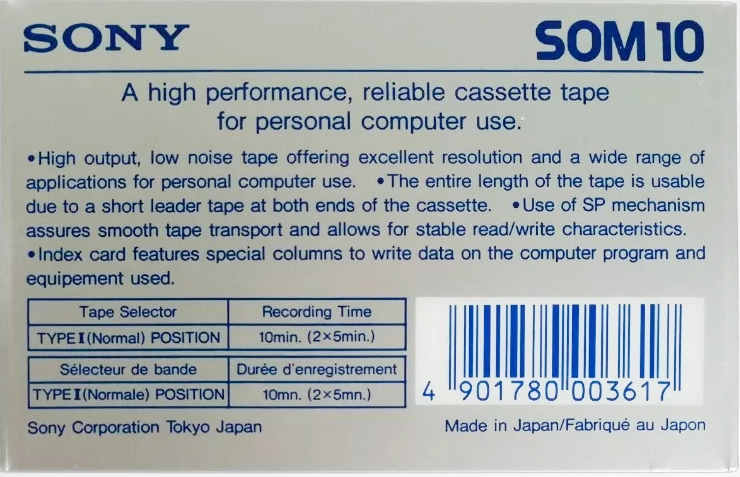 SONY SOM 10
A high performance, reliable cassette tape
for personal computer use.
•High output, low noise tape offering excellent resolution and a wide range of
applications for personal computer use. •The entire length of the tape is usable
due to a short leader tape at both ends of the cassette. •Use of SP mechanism
assures smooth tape transport and allows for stable read/write characteristics.
•Index card features special columns to write data on the computer program and
equipement used.
Tape Selector Recording Time
TYPE I (Normal) POSITION 10min. (2×5min.)
Sélecteur de bande Durée d'enregistrement
TYPE I (Normale) POSITION 10mn. (2×5mn.)
4 901780 003617
Sony Corporation Tokyo Japan Made in Japan/Fabriqué au Japon